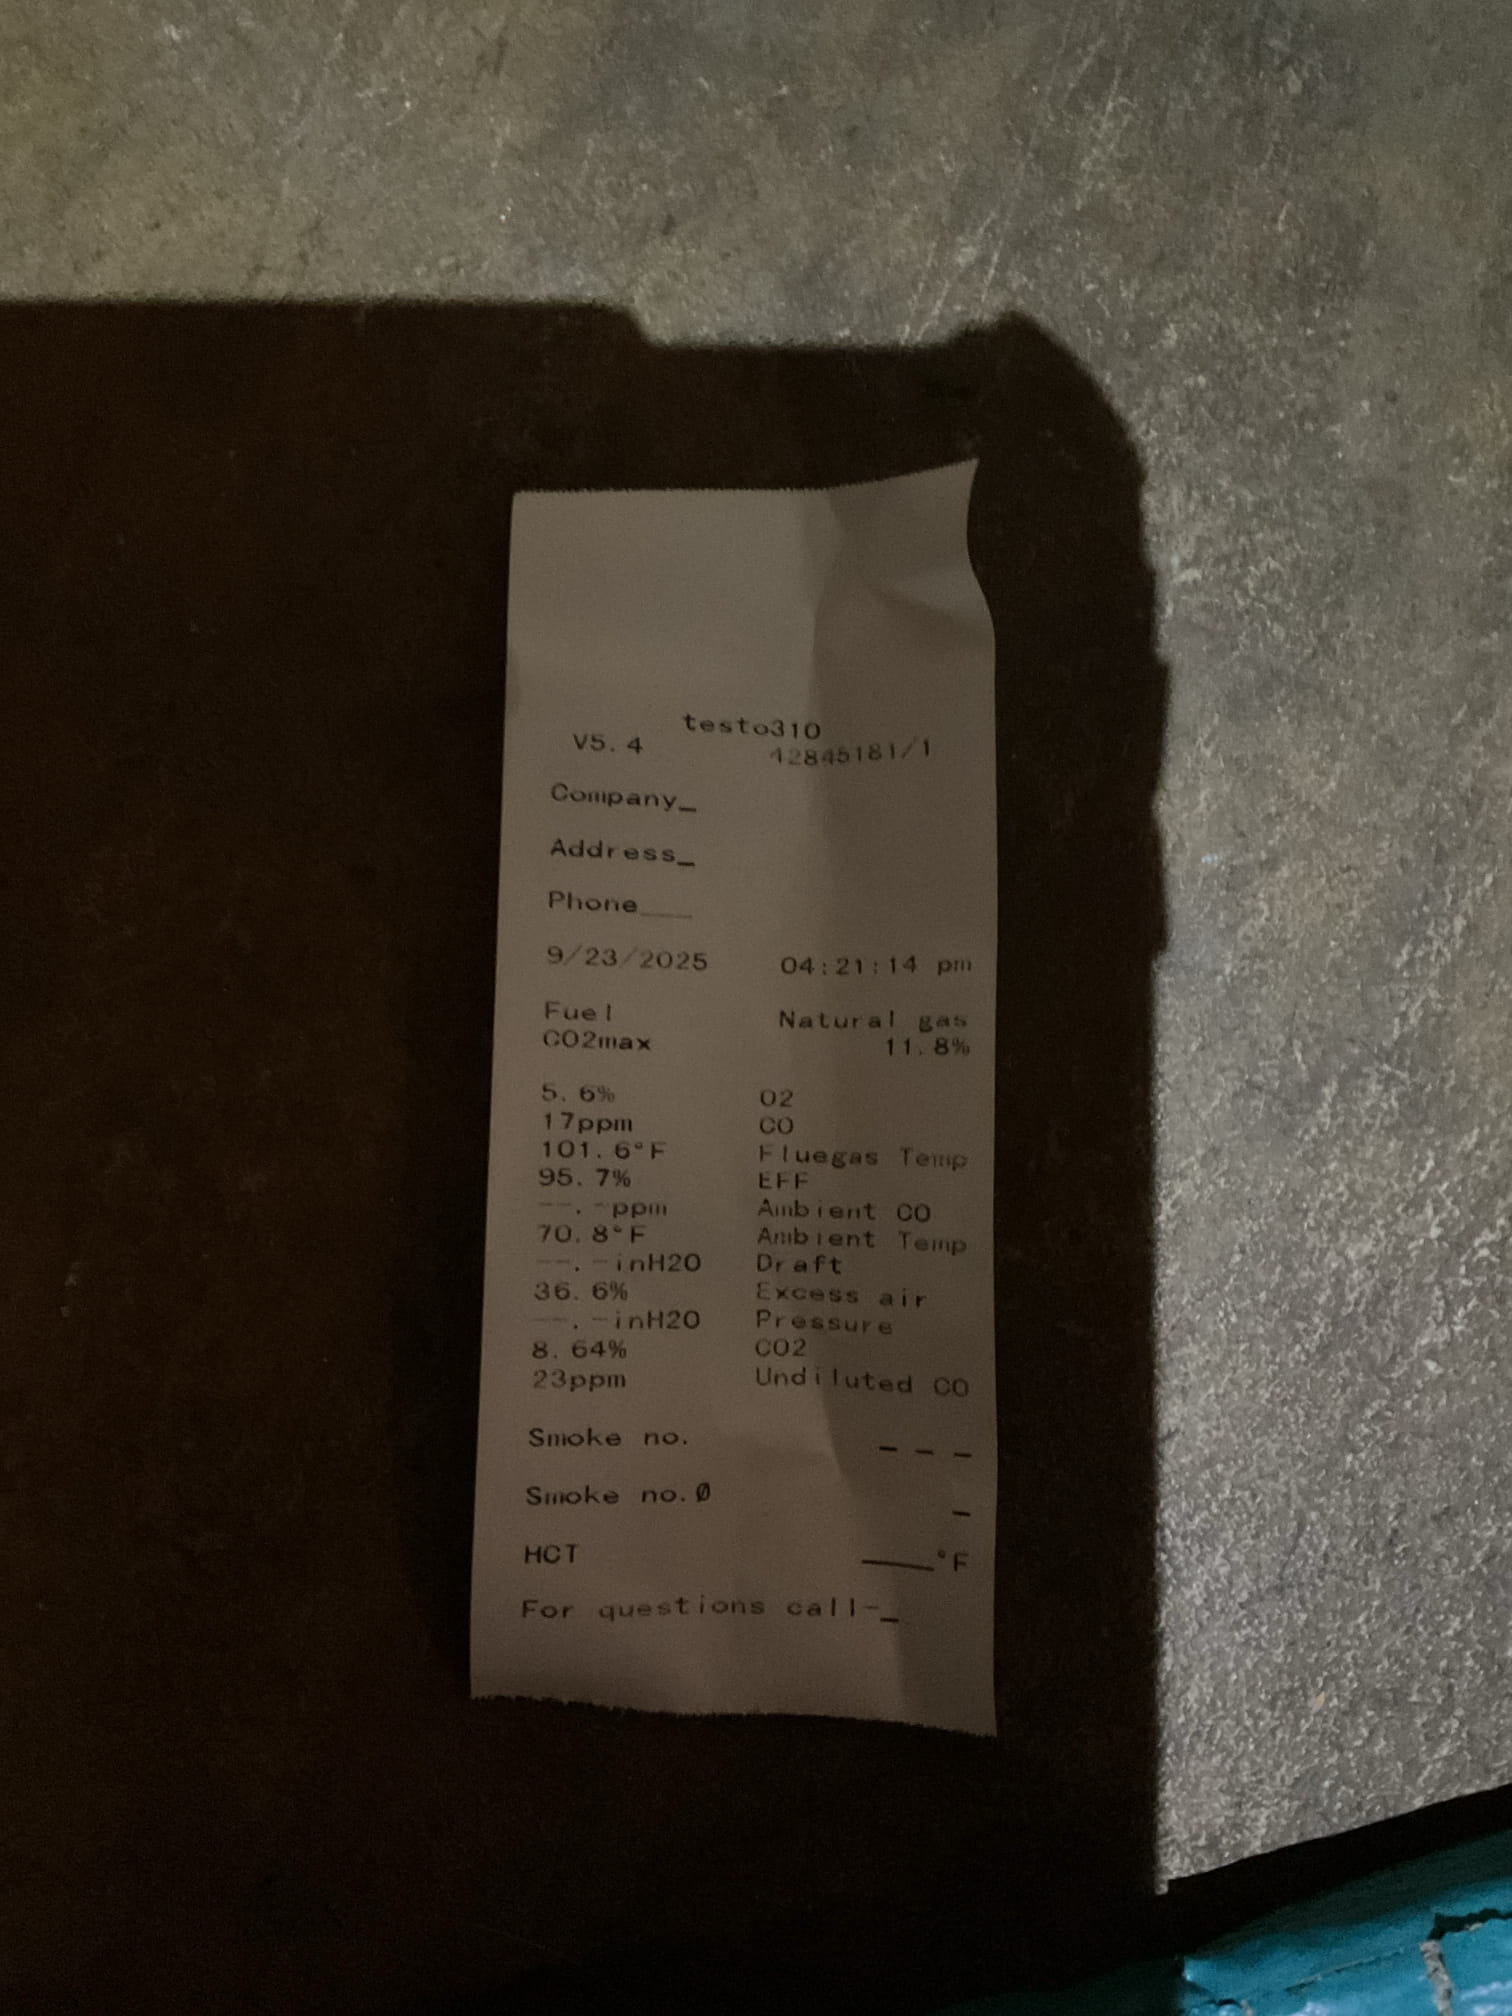 testo310
V5.4 42845181/1
Company_
Address_
Phone___
9/23/2025 04:21:14 pm
Fuel Natural gas
CO2max 11.8%
5.6% O2
17ppm CO
101.6°F Fluegas Temp
95.7% EFF
--.-ppm Ambient CO
70.8°F Ambient Temp
--.-inH2O Draft
36.6% Excess air
--.-inH2O Pressure
8.64% CO2
23ppm Undiluted CO
Smoke no. _ _ _
Smoke no.0 _
HCT ____°F
For questions call-_